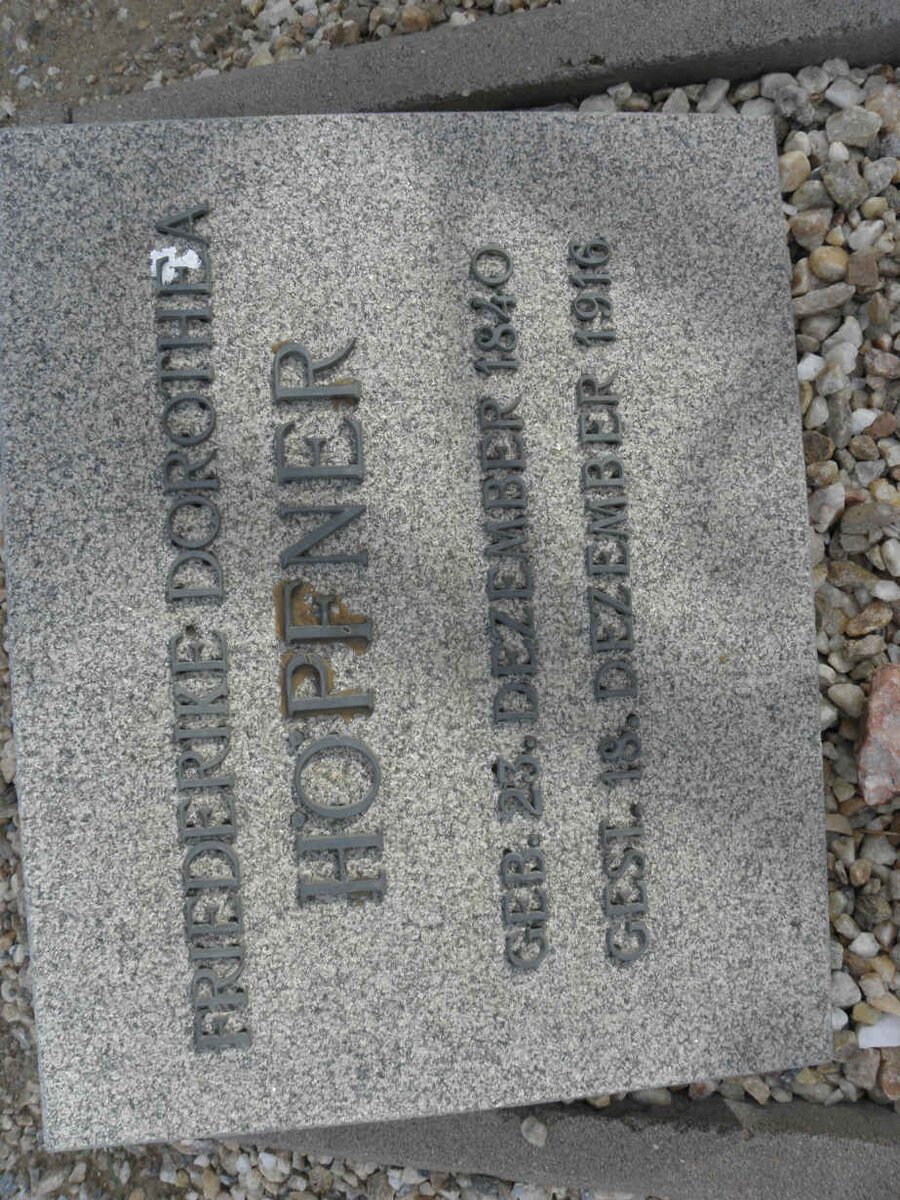 FRIEDERIKE DOROTHEA
HÖPFNER
GEB. 23. DEZEMBER 1840
GEST. 18. DEZEMBER 1916